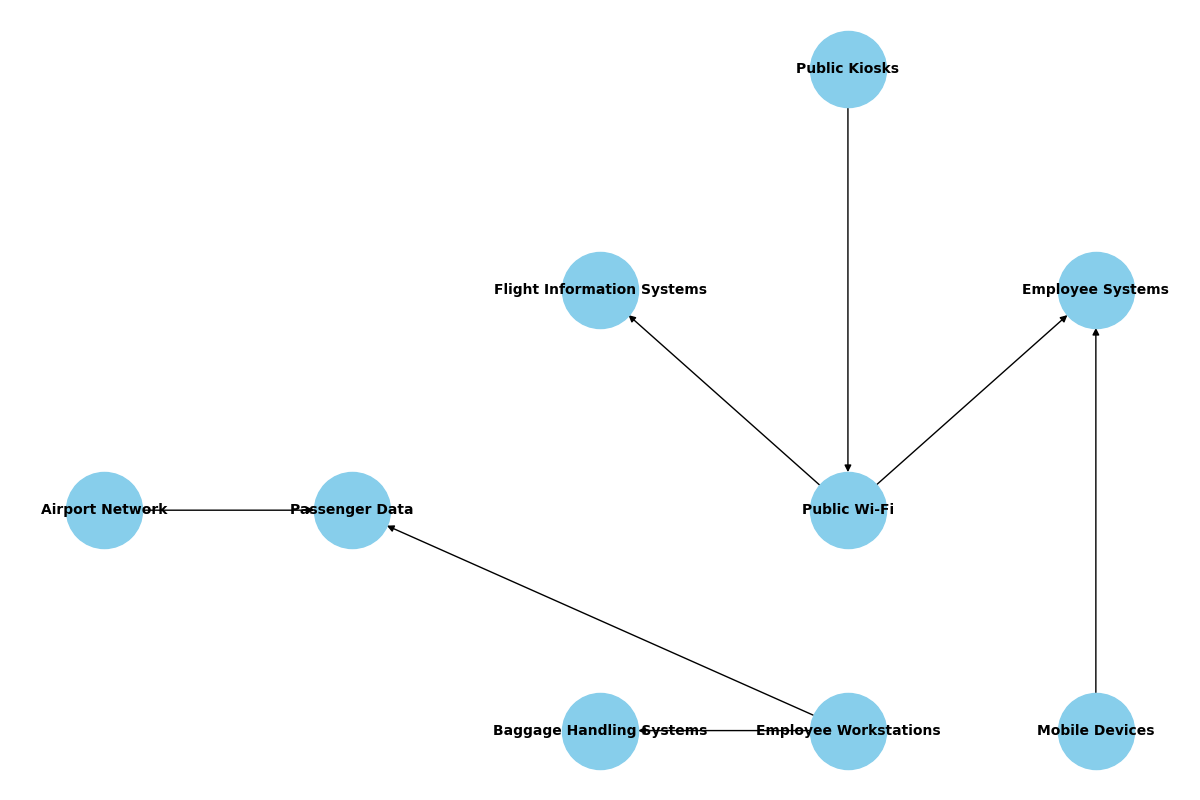 Public Kiosks
Flight Information Systems
Employee Systems
Airport Network
Passenger Data
Public Wi-Fi
Baggage Handling Systems
Employee Workstations
Mobile Devices